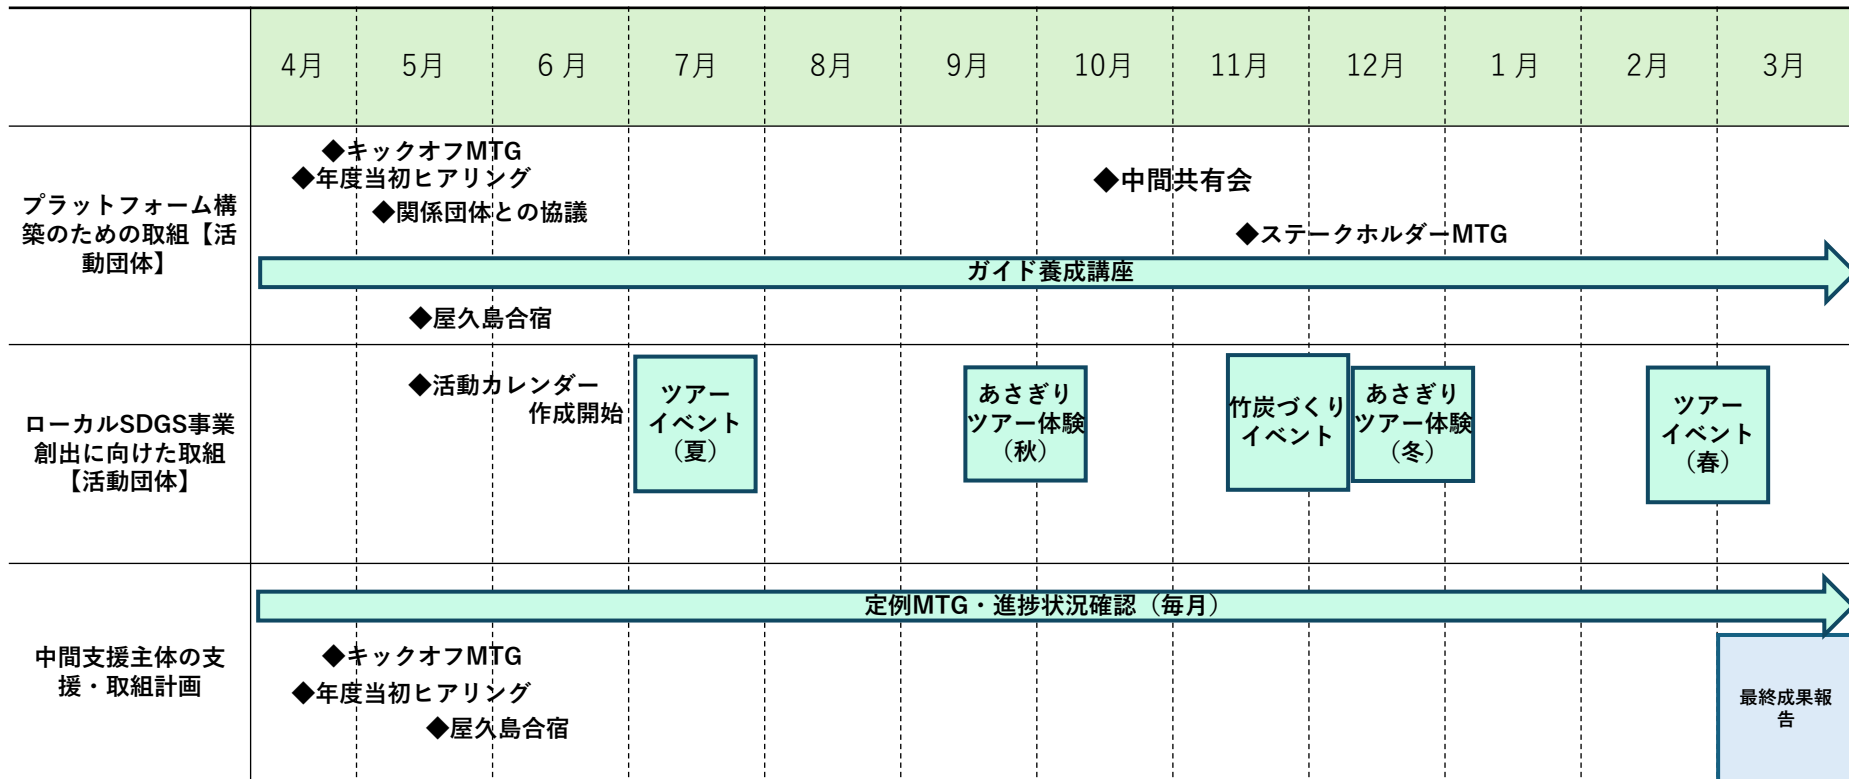 4月
5月
6 月
7月
8月
9月
10月
11月
12月
1 月
2月
3月
プラットフォーム構
築のための取組【活
動団体】
◆キックオフMTG
◆年度当初ヒアリング
◆関係団体との協議
◆中間共有会
◆ステークホルダーMTG
ガイド養成講座
◆屋久島合宿
ローカルSDGS事業
創出に向けた取組
【活動団体】
◆活動カレンダー
作成開始
ツアー
イベント
（夏）
あさぎり
ツアー体験
（秋）
竹炭づくり
イベント
あさぎり
ツアー体験
（冬）
ツアー
イベント
（春）
中間支援主体の支
援・取組計画
定例MTG・進捗状況確認（毎月）
◆キックオフMTG
◆年度当初ヒアリング
◆屋久島合宿
最終成果報
告